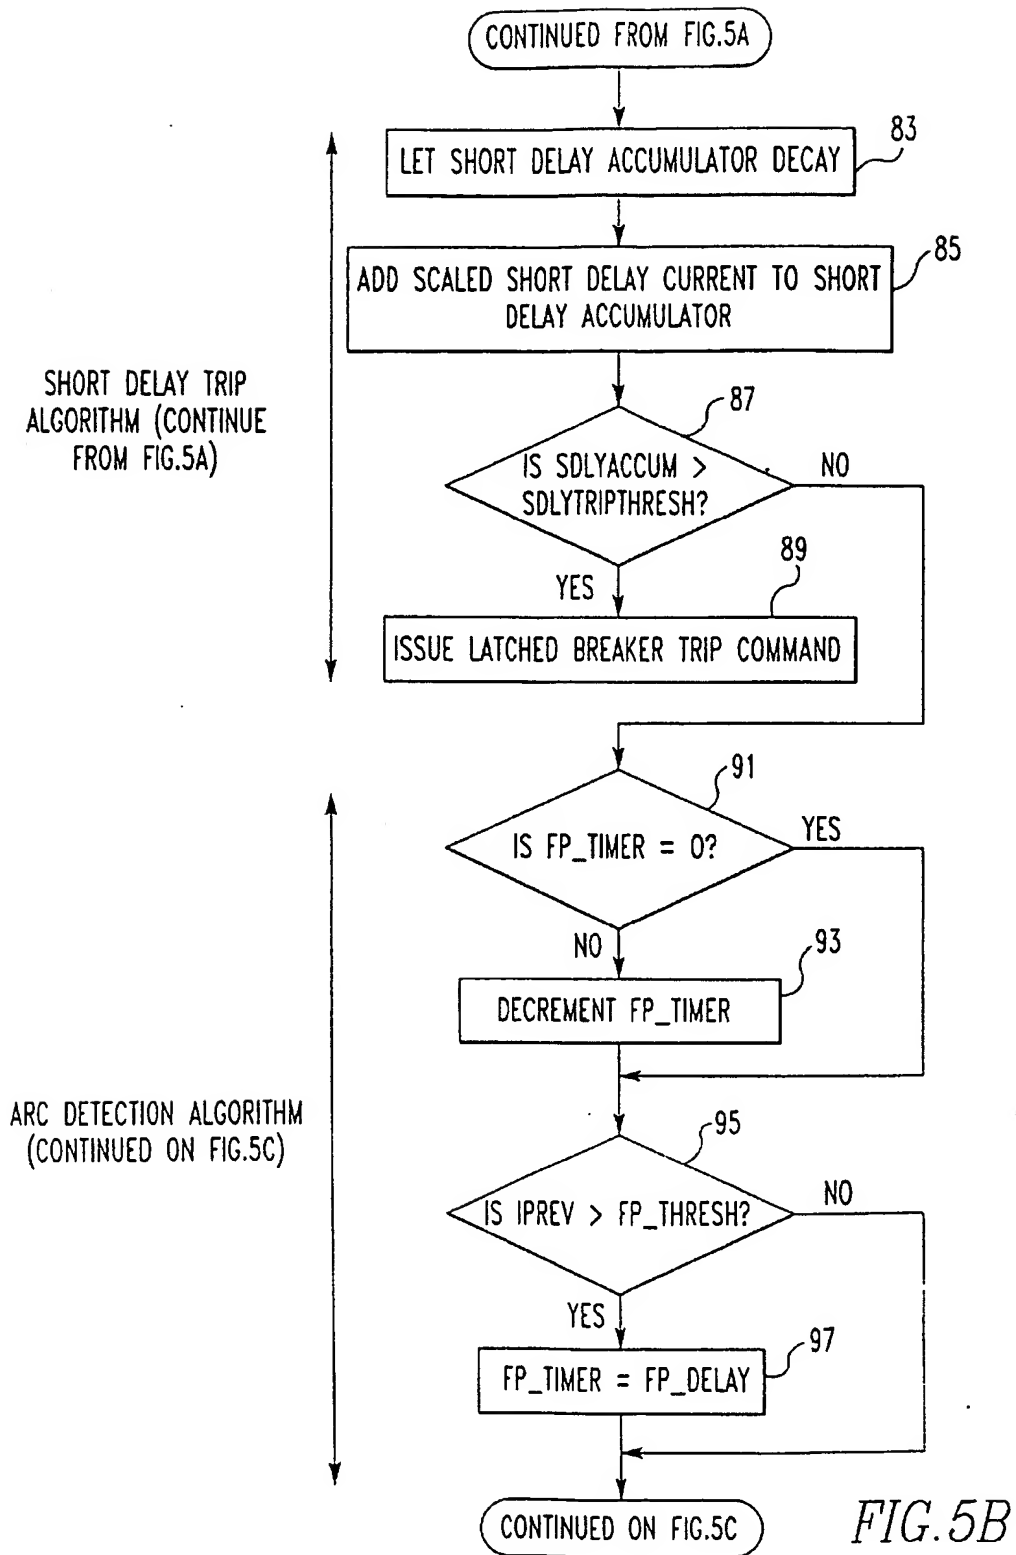 CONTINUED FROM FIG.5A
83
LET SHORT DELAY ACCUMULATOR DECAY
85
ADD SCALED SHORT DELAY CURRENT TO SHORT
DELAY ACCUMULATOR
SHORT DELAY TRIP
ALGORITHM (CONTINUE
FROM FIG.5A)
87
IS SDLYACCUM >
SDLYTRIPTHRESH?
NO
YES
89
ISSUE LATCHED BREAKER TRIP COMMAND
91
IS FP_TIMER = 0?
YES
NO
93
DECREMENT FP_TIMER
ARC DETECTION ALGORITHM
(CONTINUED ON FIG.5C)
95
IS IPREV > FP_THRESH?
NO
YES
97
FP_TIMER = FP_DELAY
CONTINUED ON FIG.5C
FIG.5B